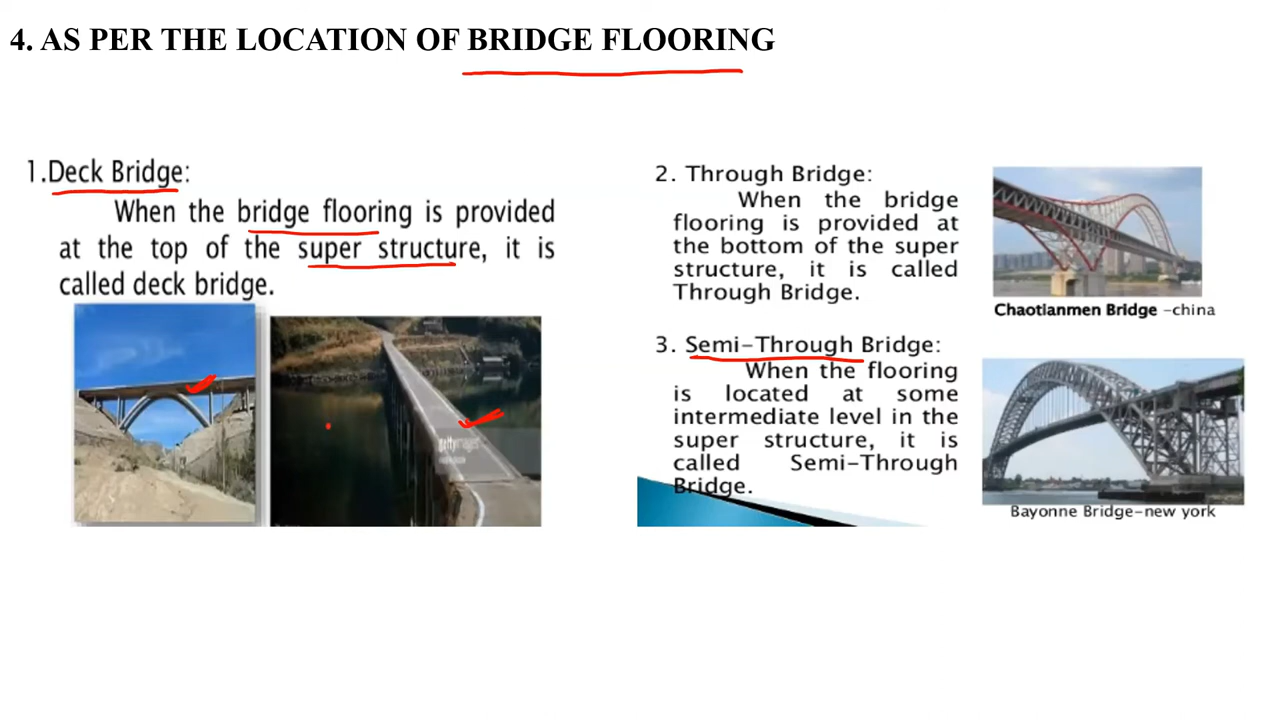 4. AS PER THE LOCATION OF BRIDGE FLOORING
1.Deck Bridge:
When the bridge flooring is provided
at the top of the super structure, it is
called deck bridge.
gettyimages
2. Through Bridge:
When the bridge
flooring is provided at
the bottom of the super
structure, it is called
Through Bridge.
Chaotianmen Bridge -china
3. Semi-Through Bridge:
When the flooring
is located at some
intermediate level in the
super structure, it is
called Semi-Through
Bridge.
Bayonne Bridge-new york